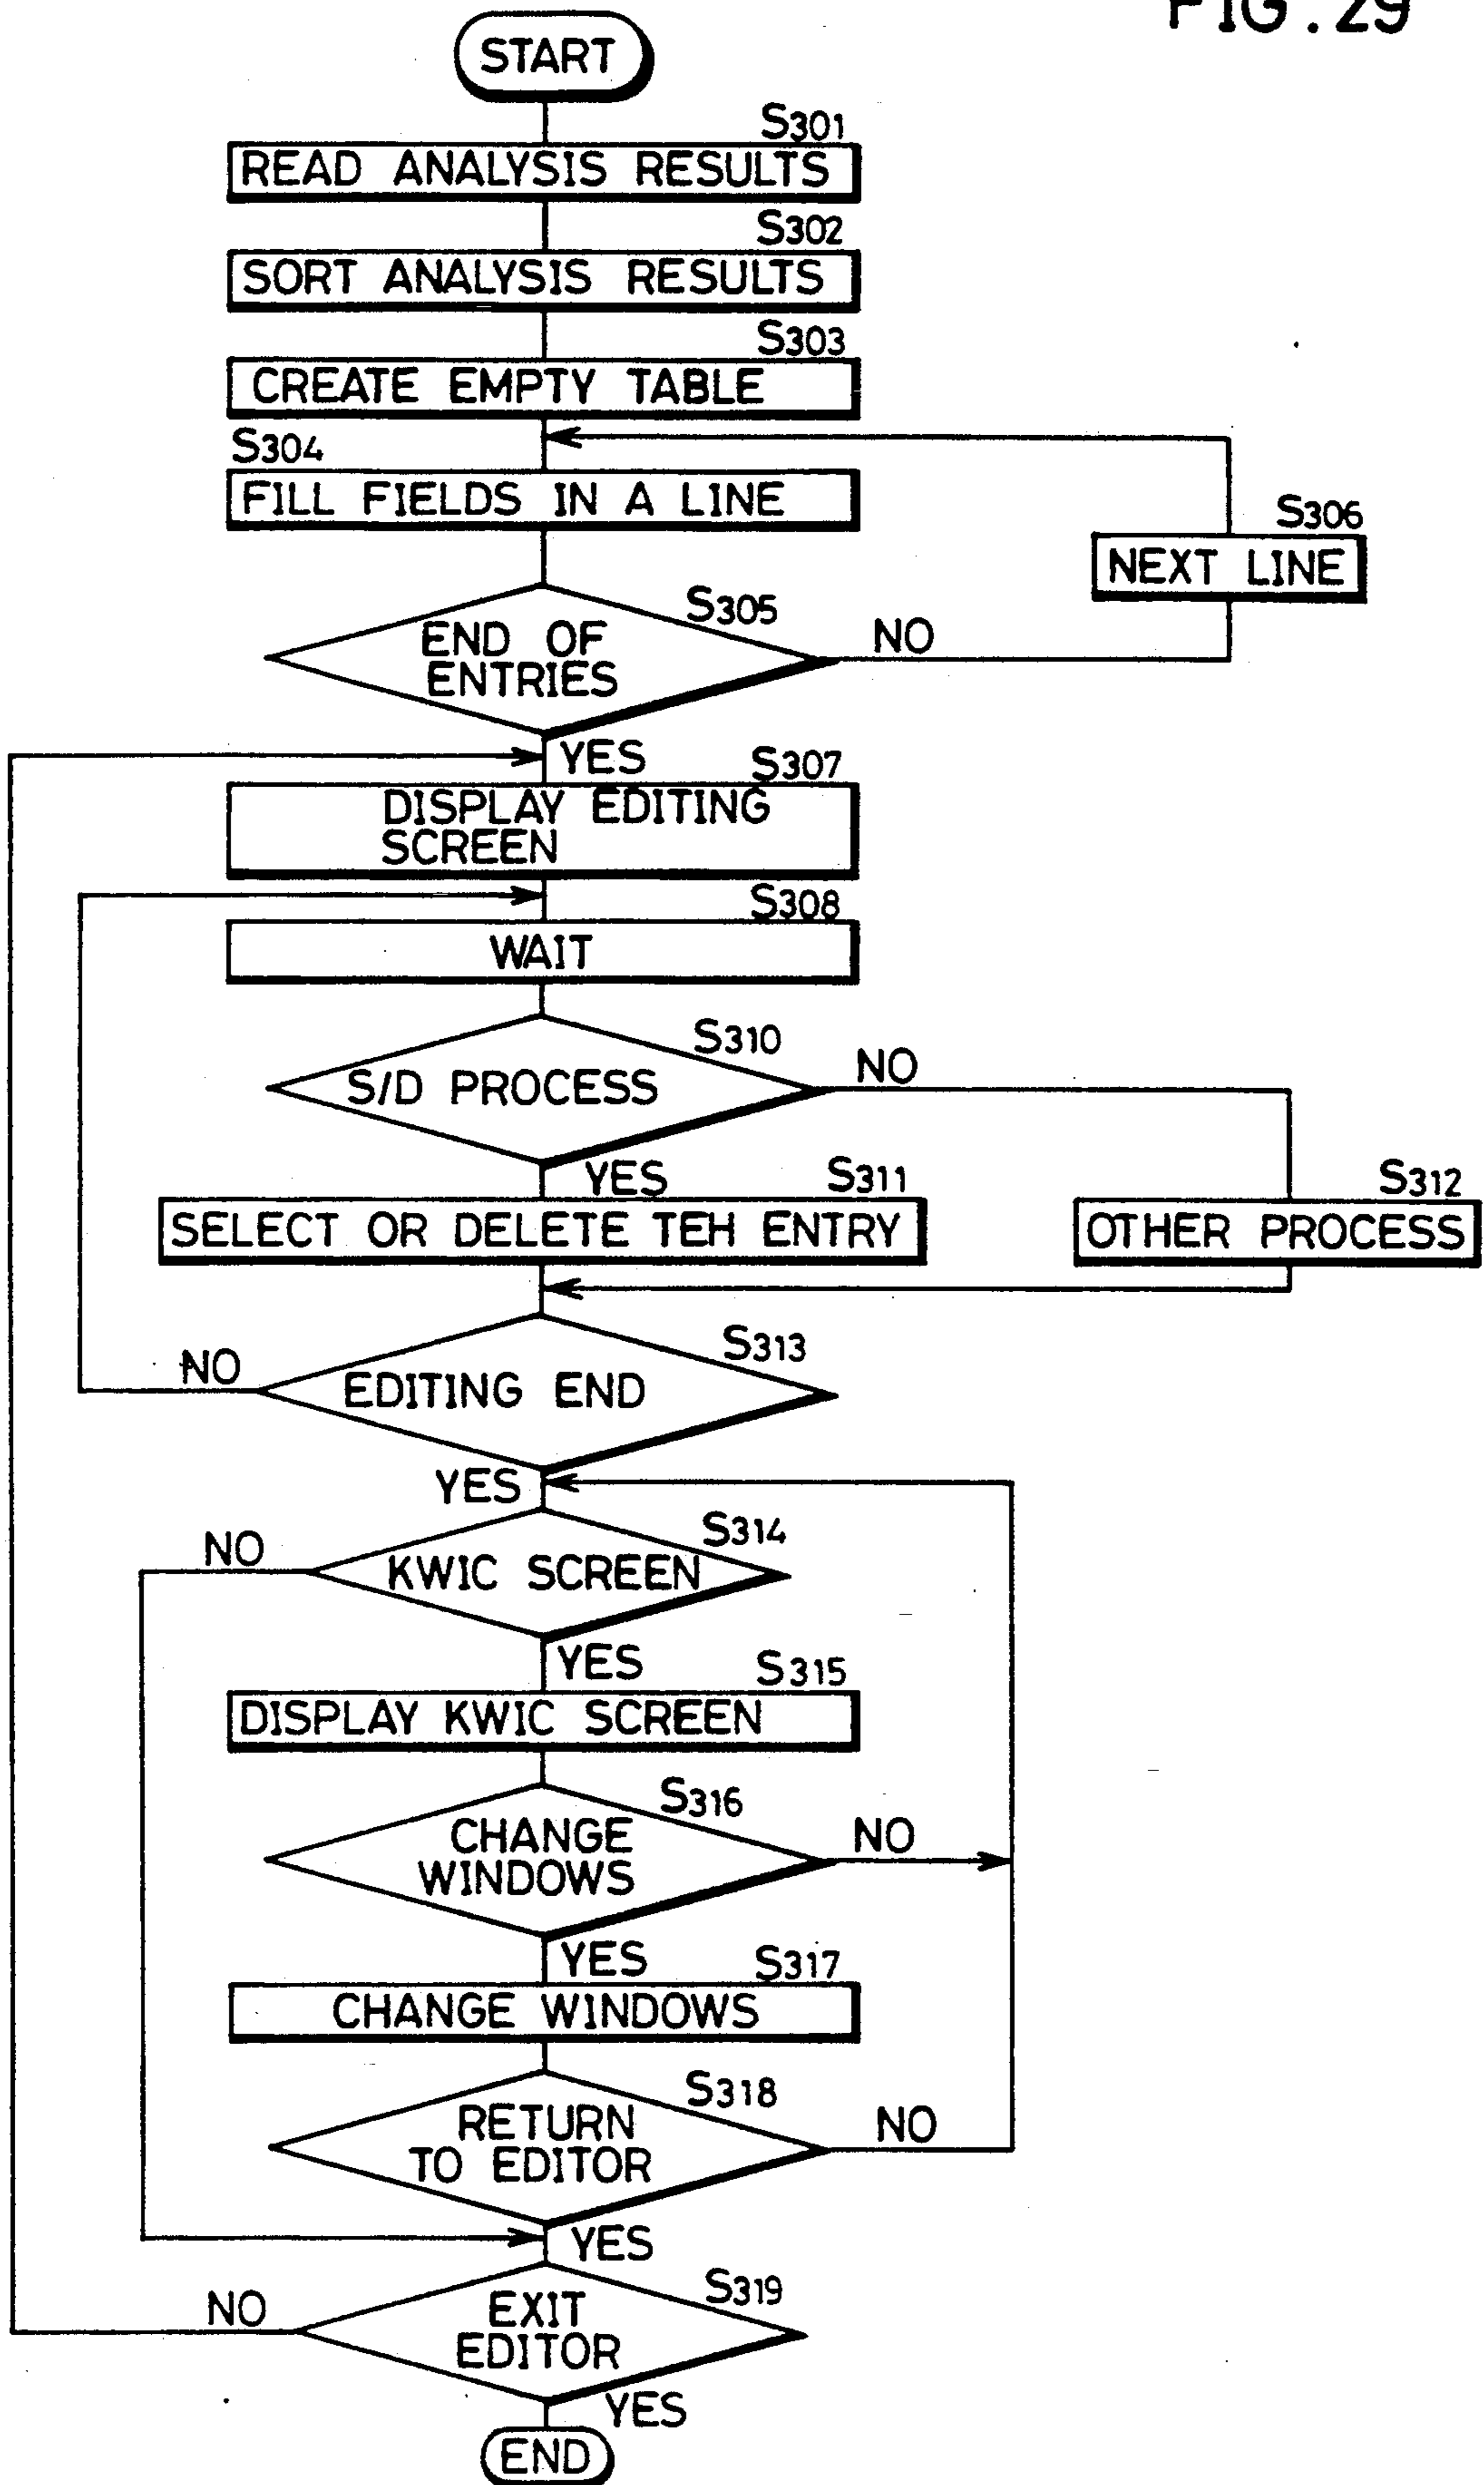 FIG. 29
START
S301
READ ANALYSIS RESULTS
S302
SORT ANALYSIS RESULTS
S303
CREATE EMPTY TABLE
S304
FILL FIELDS IN A LINE
S306
NEXT LINE
S305
END OF
ENTRIES
NO
YES
S307
DISPLAY EDITING
SCREEN
S308
WAIT
S310
S/D PROCESS
NO
YES
S311
SELECT OR DELETE TEH ENTRY
S312
OTHER PROCESS
S313
NO
EDITING END
YES
S314
NO
KWIC SCREEN
YES
S315
DISPLAY KWIC SCREEN
S316
CHANGE
WINDOWS
NO
YES
S317
CHANGE WINDOWS
S318
RETURN
TO EDITOR
NO
YES
S319
NO
EXIT
EDITOR
YES
END